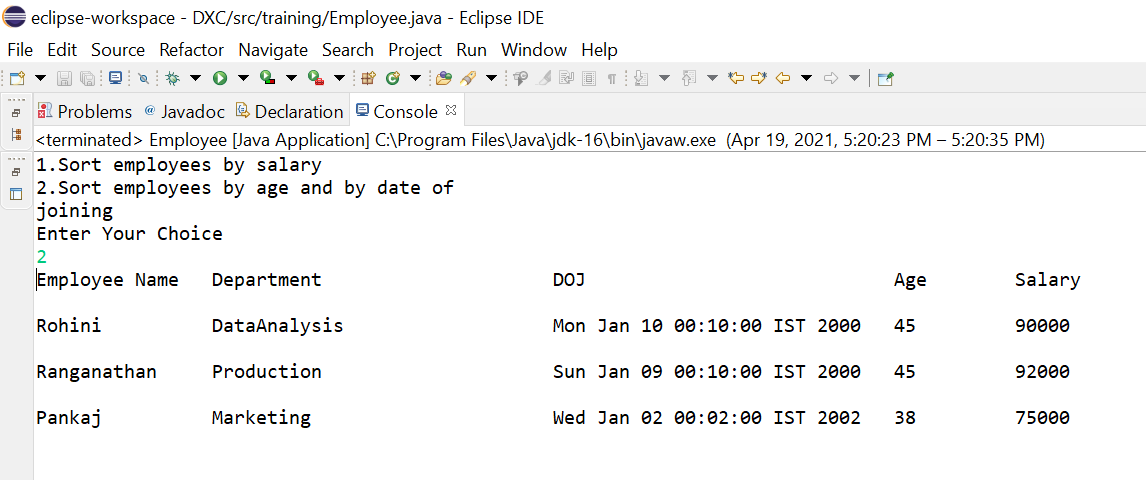 eclipse-workspace - DXC/src/training/Employee.java - Eclipse IDE
File Edit Source Refactor Navigate Search Project Run Window Help
Problems @ Javadoc Declaration Console
<terminated> Employee [Java Application] C:\Program Files\Java\jdk-16\bin\javaw.exe (Apr 19, 2021, 5:20:23 PM – 5:20:35 PM)
1.Sort employees by salary
2.Sort employees by age and by date of
joining
Enter Your Choice
2
Employee Name Department DOJ Age Salary
Rohini DataAnalysis Mon Jan 10 00:10:00 IST 2000 45 90000
Ranganathan Production Sun Jan 09 00:10:00 IST 2000 45 92000
Pankaj Marketing Wed Jan 02 00:02:00 IST 2002 38 75000